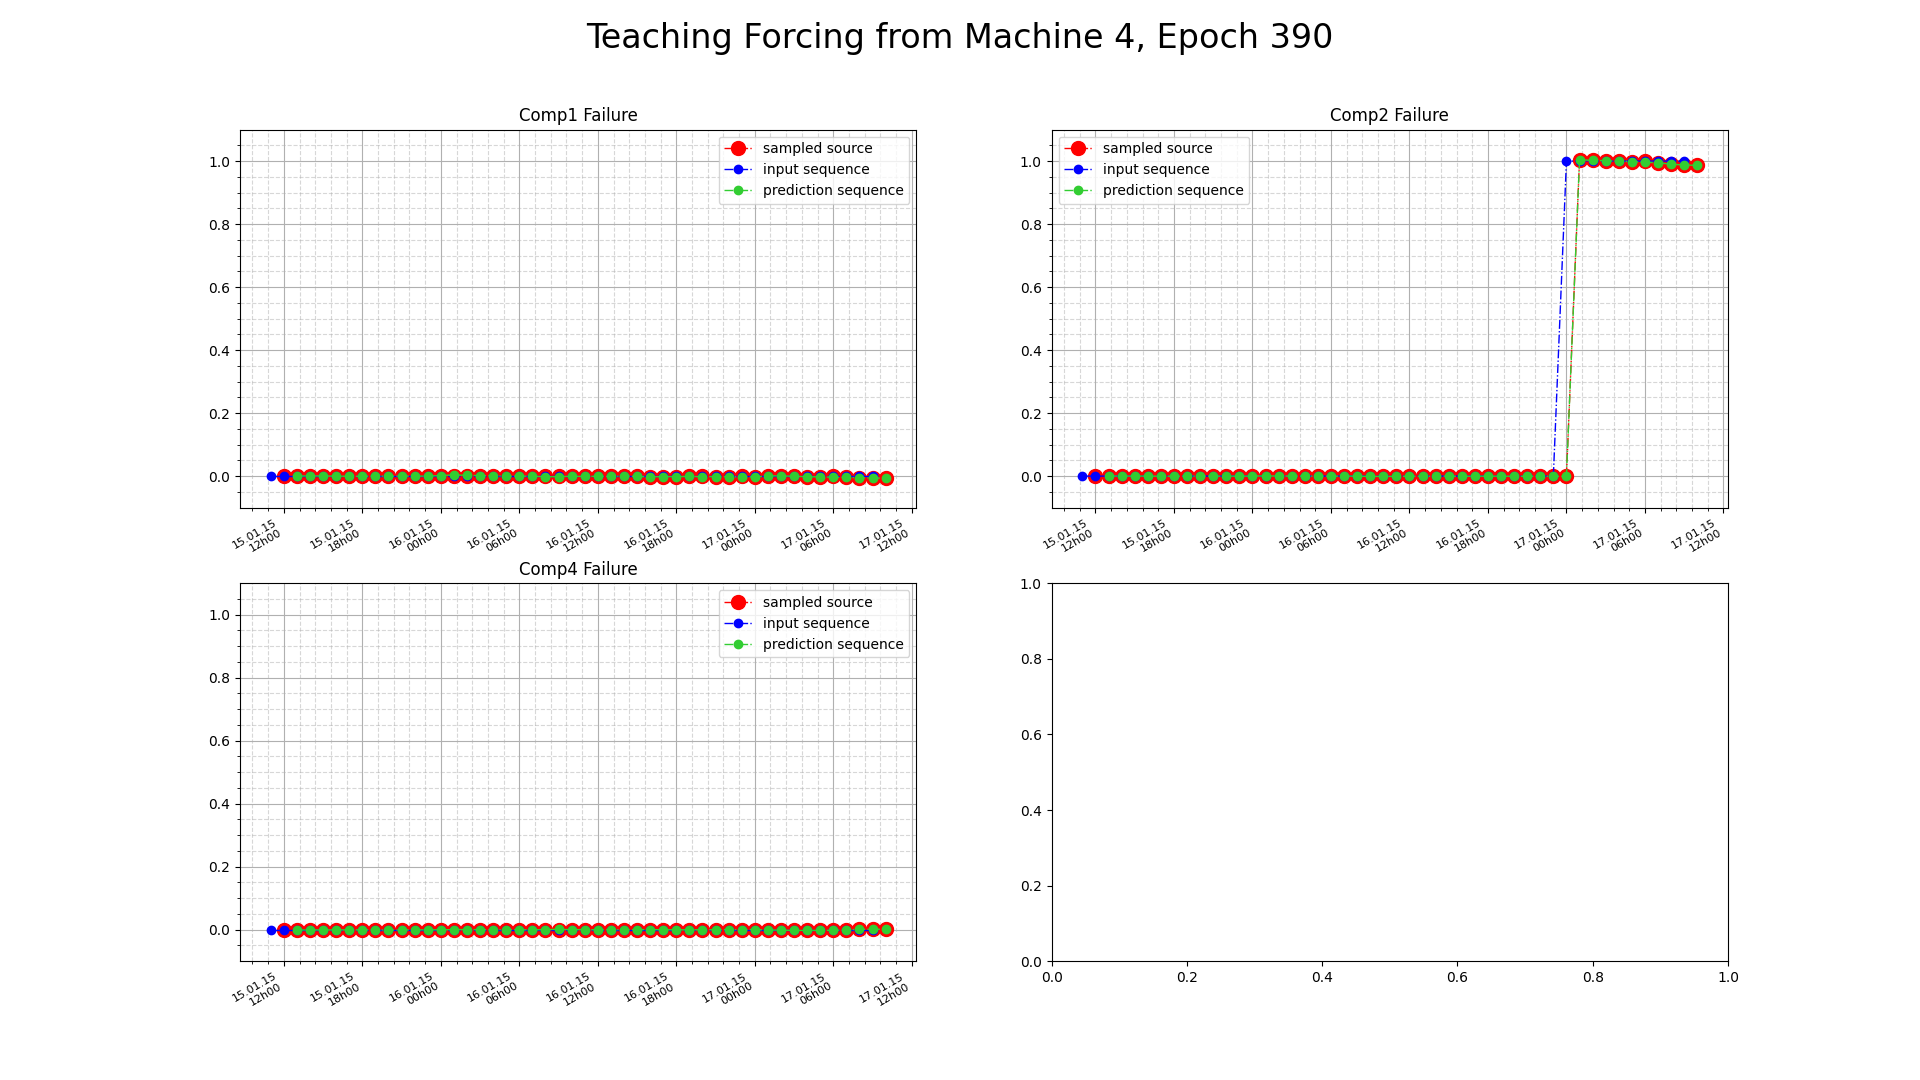 Teaching Forcing from Machine 4, Epoch 390
Comp1 Failure
sampled source
input sequence
prediction sequence
1.0
0.8
0.6
0.4
0.2
0.0
15.01.15
12h00
15.01.15
18h00
16.01.15
00h00
16.01.15
06h00
16.01.15
12h00
16.01.15
18h00
17.01.15
00h00
17.01.15
06h00
17.01.15
12h00
Comp2 Failure
sampled source
input sequence
prediction sequence
1.0
0.8
0.6
0.4
0.2
0.0
15.01.15
12h00
15.01.15
18h00
16.01.15
00h00
16.01.15
06h00
16.01.15
12h00
16.01.15
18h00
17.01.15
00h00
17.01.15
06h00
17.01.15
12h00
Comp4 Failure
sampled source
input sequence
prediction sequence
1.0
0.8
0.6
0.4
0.2
0.0
15.01.15
12h00
15.01.15
18h00
16.01.15
00h00
16.01.15
06h00
16.01.15
12h00
16.01.15
18h00
17.01.15
00h00
17.01.15
06h00
17.01.15
12h00
1.0
0.8
0.6
0.4
0.2
0.0
0.0 0.2 0.4 0.6 0.8 1.0